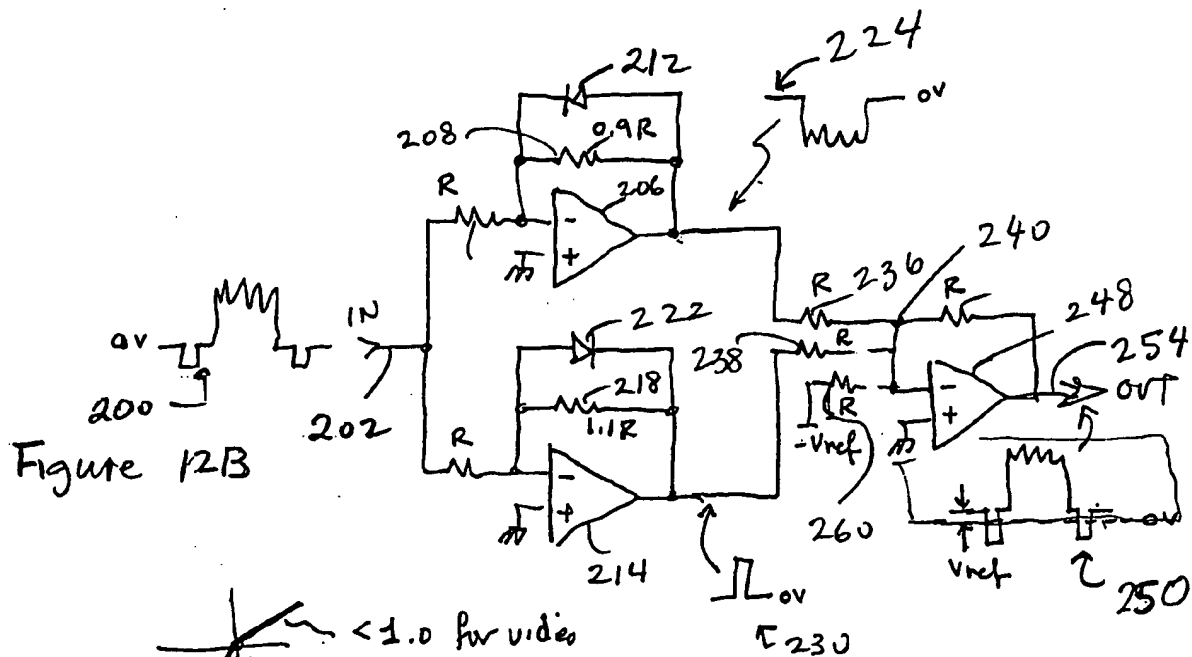 224
0V
212
208
0.9R
R
206
0V
200
IN
202
Figure 12B
222
218
1.1R
R
214
0V
230
R
236
238
R
-Vref
R
260
240
R
248
254
OUT
Vref
0V
250
<1.0 for video